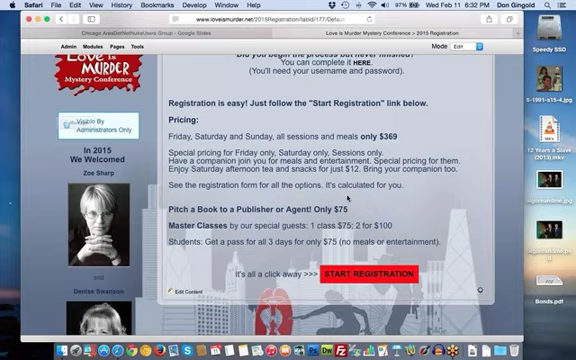 Safari File Edit View History Bookmarks Develop Window Help
97% Wed Feb 11 6:32 PM Don Gingold
www.loveismurder.net/2015Registration/tabid/177/Defau
Chicago AreaDotNetNukeUsers Group - Google Slides
Love Is Murder Mystery Conference > 2015 Registration
Admin Modules Pages Tools
Mode Edit
Love is
MURDER
Mystery Conference
Did you begin the process but never finished?
You can complete it HERE.
(You'll need your username and password).
Registration is easy! Just follow the "Start Registration" link below.
Pricing:
Friday, Saturday and Sunday, all sessions and meals only $369
Special pricing for Friday only, Saturday only, Sessions only.
Have a companion join you for meals and entertainment. Special pricing for them.
Enjoy Saturday afternoon tea and snacks for just $12. Bring your companion too.
See the registration form for all the options. It's calculated for you.
Pitch a Book to a Publisher or Agent! Only $75
Master Classes by our special guests: 1 class $75; 2 for $100
Students: Get a pass for all 3 days for only $75 (no meals or entertainment).
It's all a click away >>> START REGISTRATION
Edit Content
Visible By
Administrators Only
In 2015
We Welcomed
Zoe Sharp
and
Denise Swanson
Speedy SSD
6-1991-s15-4.jpg
12 Years a Slave
(2013).mkv
Bonds.pdf